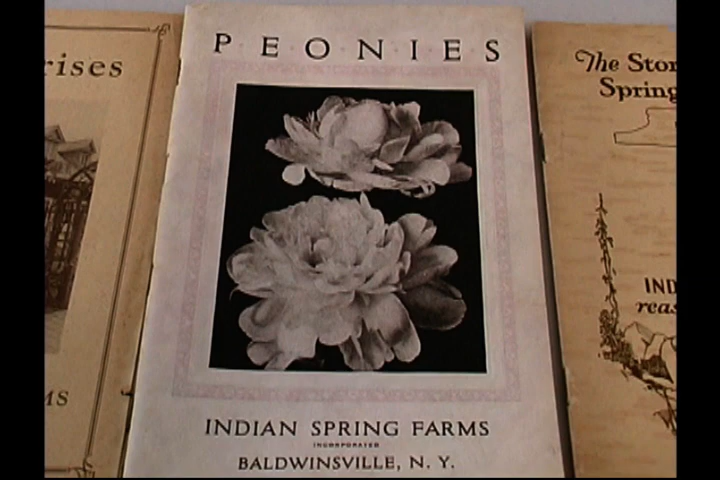 rises
MS
PEONIES
INDIAN SPRING FARMS
INCORPORATED
BALDWINSVILLE, N. Y.
The Stor
Spring
IND
reas